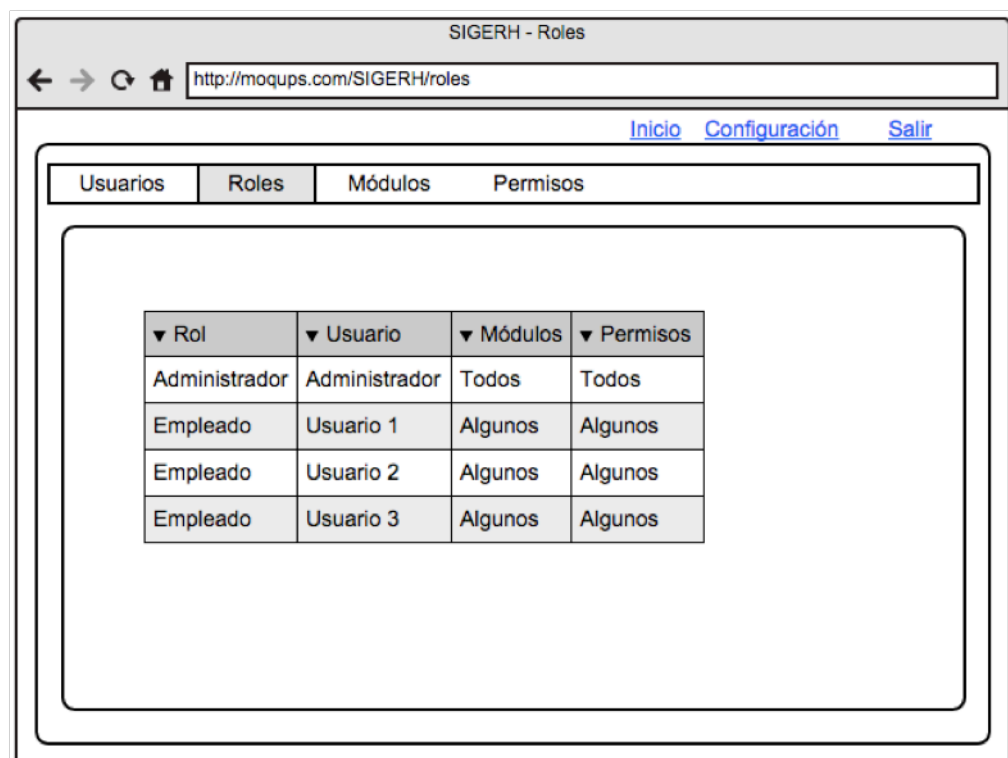 SIGERH - Roles
http://moqups.com/SIGERH/roles
Inicio Configuración Salir
Usuarios Roles Módulos Permisos
▼ Rol ▼ Usuario ▼ Módulos ▼ Permisos
Administrador Administrador Todos Todos
Empleado Usuario 1 Algunos Algunos
Empleado Usuario 2 Algunos Algunos
Empleado Usuario 3 Algunos Algunos